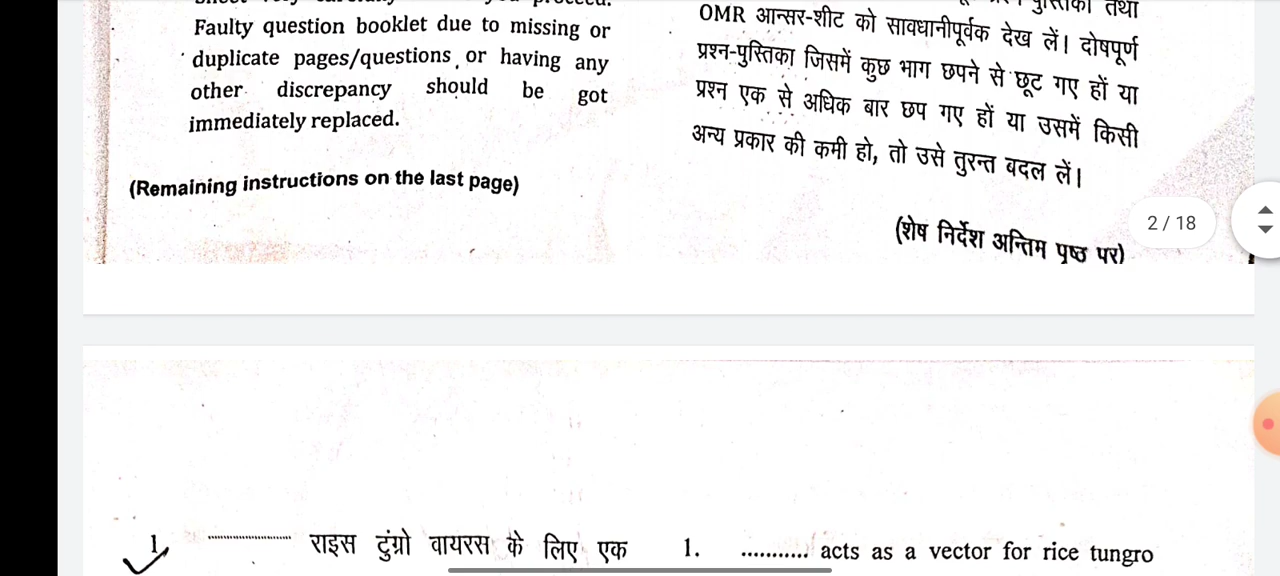 Faulty question booklet due to missing or
duplicate pages/questions or having any
other discrepancy should be got
immediately replaced.
(Remaining instructions on the last page)
पुस्तिका तथा
OMR आन्सर-शीट को सावधानीपूर्वक देख लें। दोषपूर्ण
प्रश्न-पुस्तिका जिसमें कुछ भाग छपने से छूट गए हों या
प्रश्न एक से अधिक बार छप गए हों या उसमें किसी
अन्य प्रकार की कमी हो, तो उसे तुरन्त बदल लें।
(शेष निर्देश अन्तिम पृष्ठ पर)
2 / 18
1. .................... राइस टुंग्रो वायरस के लिए एक
1. ........... acts as a vector for rice tungro